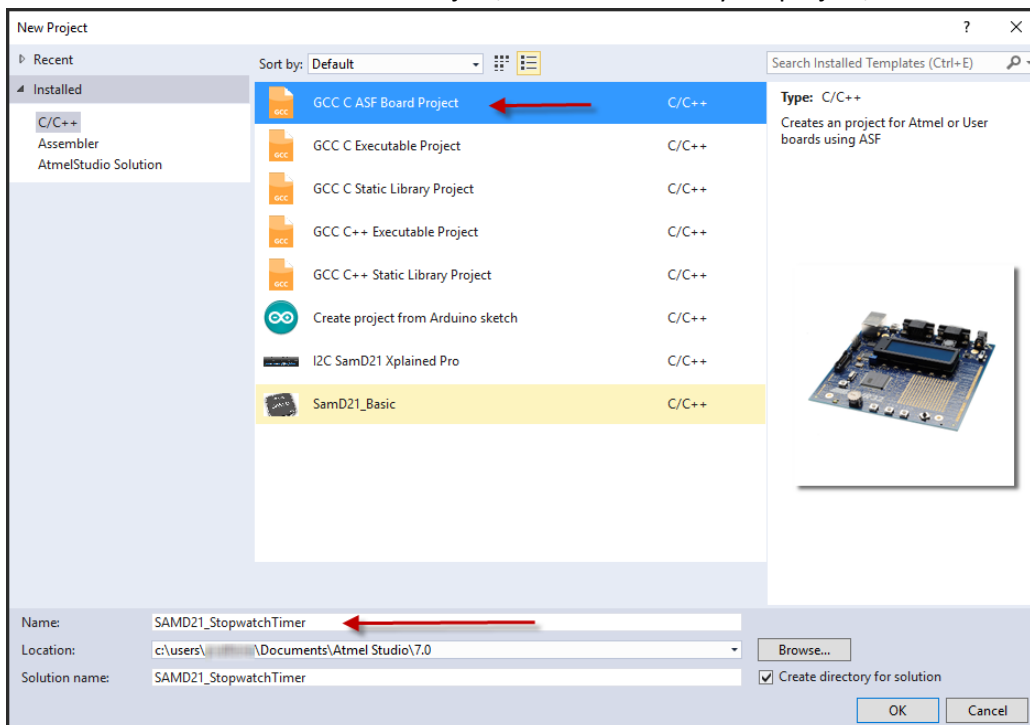 New Project
?
Recent
Sort by: Default
Search Installed Templates (Ctrl+E)
Installed
C/C++
Assembler
AtmelStudio Solution
GCC C ASF Board Project C/C++
GCC C Executable Project C/C++
GCC C Static Library Project C/C++
GCC C++ Executable Project C/C++
GCC C++ Static Library Project C/C++
Create project from Arduino sketch C/C++
I2C SamD21 Xplained Pro C/C++
SamD21_Basic C/C++
Type: C/C++
Creates an project for Atmel or User
boards using ASF
Name: SAMD21_StopwatchTimer
Location: c:\users\ \Documents\Atmel Studio\7.0 Browse...
Solution name: SAMD21_StopwatchTimer Create directory for solution
OK Cancel